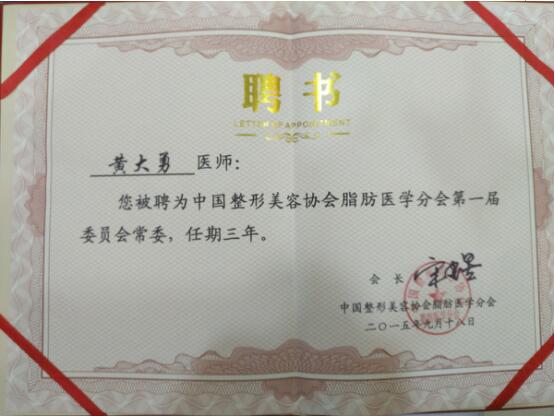 聘书
LETTER OF APPOINTMENT
黄大勇 医师:
您被聘为中国整形美容协会脂肪医学分会第一届
委员会常委,任期三年。
会长
中国整形美容协会脂肪医学分会
二〇一五年九月十八日